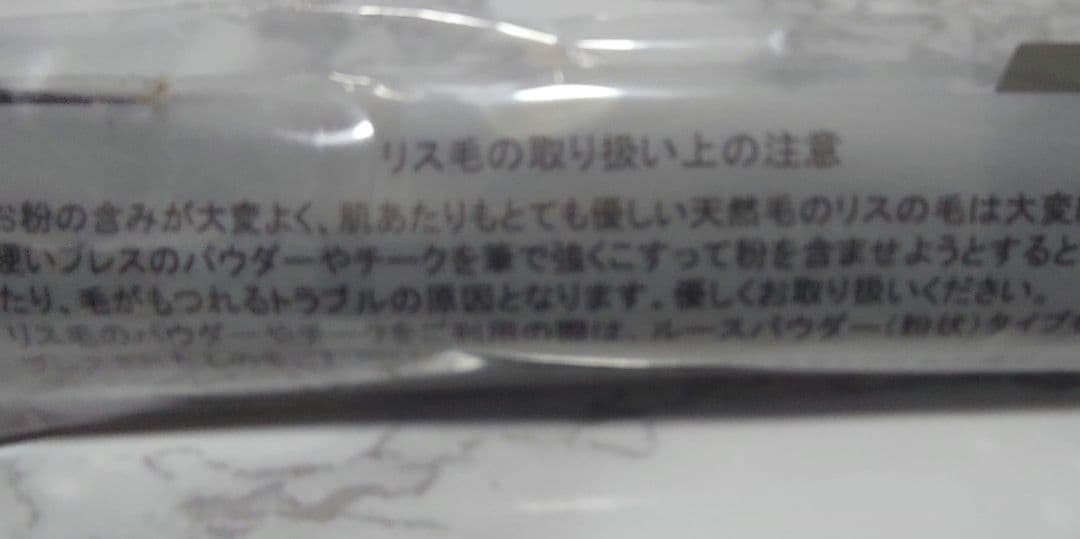 リス毛の取り扱い上の注意
お粉の含みが大変よく、肌あたりもとても優しい天然毛のリスの毛は大変
硬いプレスのパウダーやチークを筆で強くこすって粉を含ませようとすると
たり、毛がもつれるトラブルの原因となります。優しくお取り扱いください。
リス毛のパウダーやチークをご利用の際は、ルースパウダー(粉状)タイプ